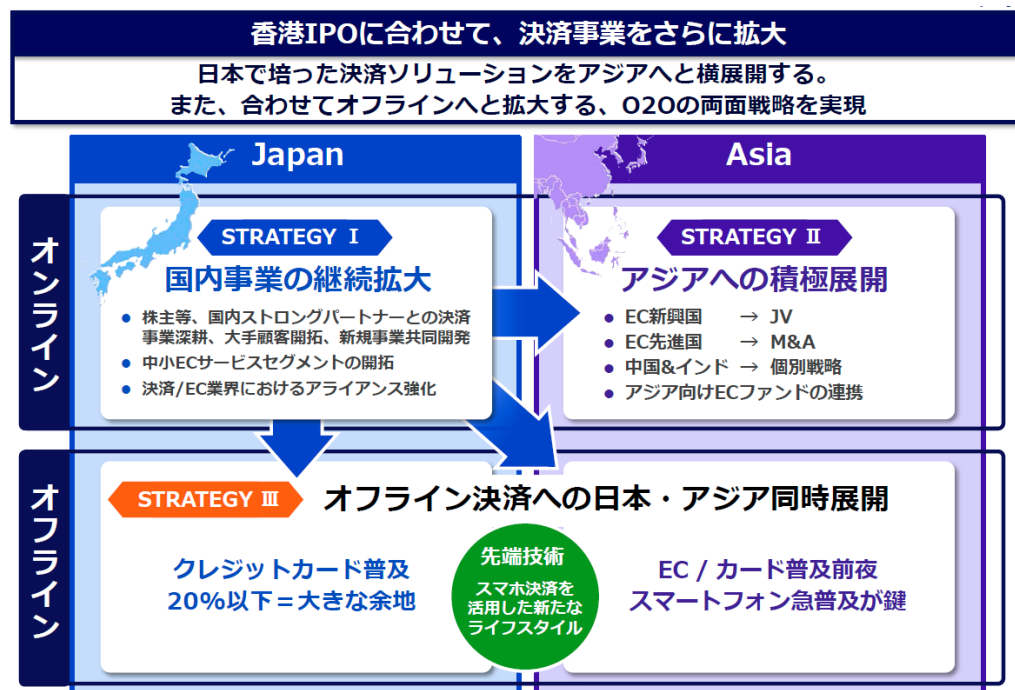 香港IPOに合わせて、決済事業をさらに拡大
日本で培った決済ソリューションをアジアへと横展開する。
また、合わせてオフラインへと拡大する、O2Oの両面戦略を実現
Japan
Asia
オンライン
STRATEGY Ⅰ
国内事業の継続拡大
● 株主等、国内ストロングパートナーとの決済
事業深耕、大手顧客開拓、新規事業共同開発
● 中小ECサービスセグメントの開拓
● 決済/EC業界におけるアライアンス強化
STRATEGY Ⅱ
アジアへの積極展開
● EC新興国 → JV
● EC先進国 → M&A
● 中国&インド → 個別戦略
● アジア向けECファンドの連携
オフライン
STRATEGY Ⅲ
オフライン決済への日本・アジア同時展開
クレジットカード普及
20%以下＝大きな余地
先端技術
スマホ決済を
活用した新たな
ライフスタイル
EC / カード普及前夜
スマートフォン急普及が鍵